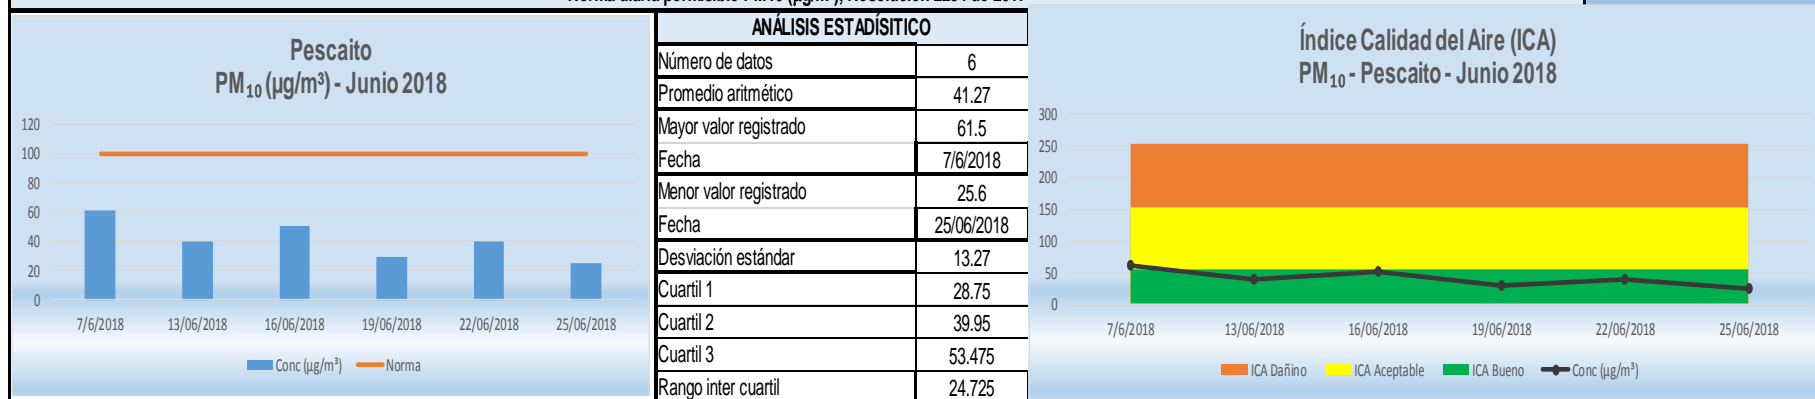 Pescaito
PM₁₀ (µg/m³) - Junio 2018
120
100
80
60
40
20
0
7/6/2018 13/06/2018 16/06/2018 19/06/2018 22/06/2018 25/06/2018
Conc (µg/m³) Norma
ANÁLISIS ESTADÍSITICO
Número de datos 6
Promedio aritmético 41.27
Mayor valor registrado 61.5
Fecha 7/6/2018
Menor valor registrado 25.6
Fecha 25/06/2018
Desviación estándar 13.27
Cuartil 1 28.75
Cuartil 2 39.95
Cuartil 3 53.475
Rango inter cuartil 24.725
Índice Calidad del Aire (ICA)
PM₁₀ - Pescaito - Junio 2018
300
250
200
150
100
50
0
7/6/2018 13/06/2018 16/06/2018 19/06/2018 22/06/2018 25/06/2018
ICA Dañino ICA Aceptable ICA Bueno Conc (µg/m³)